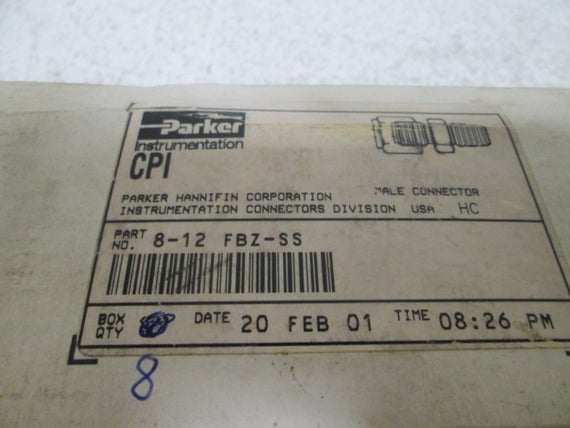 Parker
Instrumentation
CPI
PARKER HANNIFIN CORPORATION MALE CONNECTOR
INSTRUMENTATION CONNECTORS DIVISION USA HC
PART NO. 8-12 FBZ-SS
BOX QTY DATE 20 FEB 01 TIME 08:26 PM
8